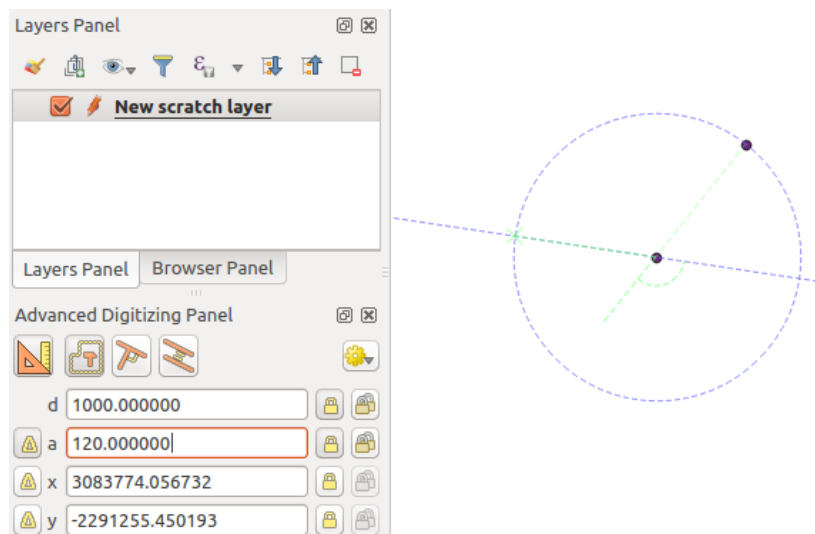 Layers Panel
New scratch layer
Layers Panel Browser Panel
Advanced Digitizing Panel
d 1000.000000
a 120.000000
x 3083774.056732
y -2291255.450193